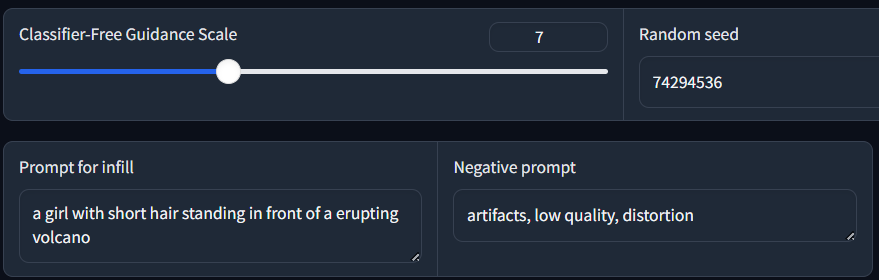 Classifier-Free Guidance Scale
7
Random seed
74294536
Prompt for infill
a girl with short hair standing in front of a erupting
volcano
Negative prompt
artifacts, low quality, distortion